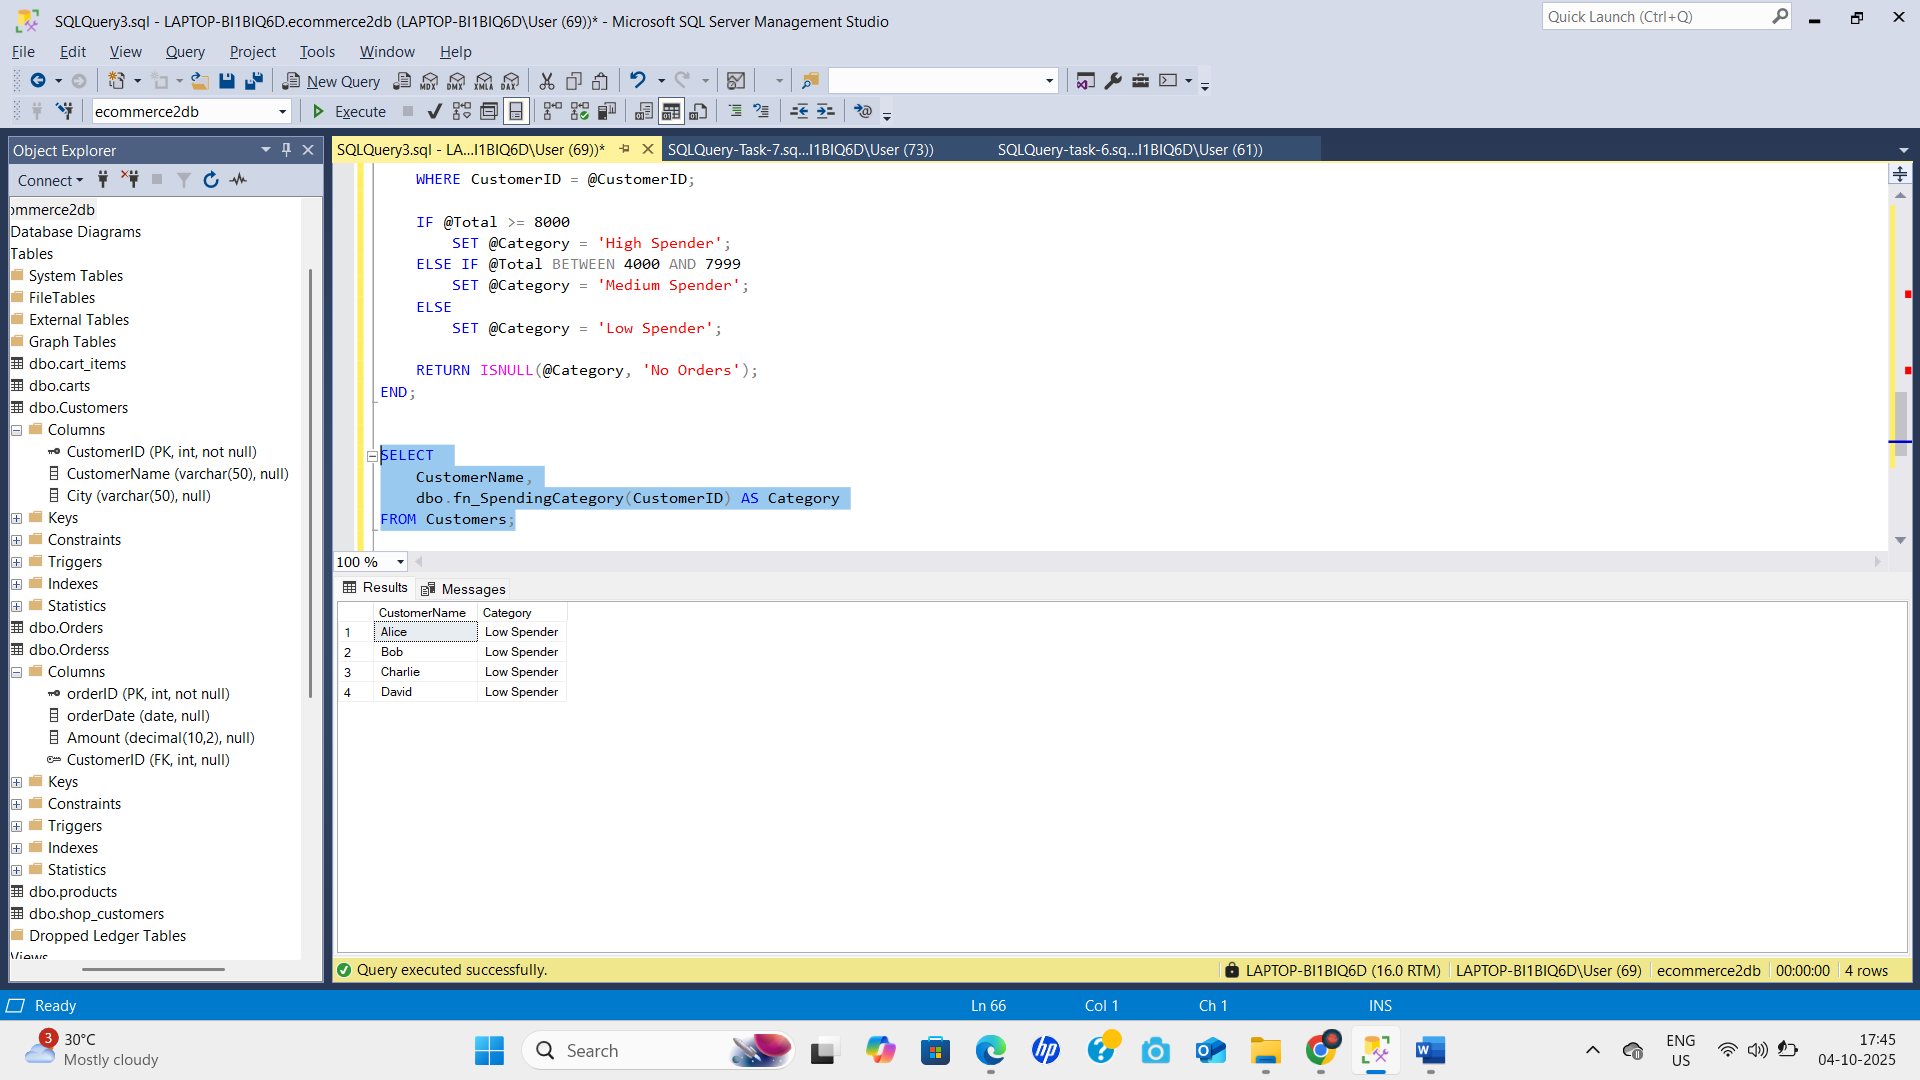 SQLQuery3.sql - LAPTOP-BI1BIQ6D.ecommerce2db (LAPTOP-BI1BIQ6D\User (69))* - Microsoft SQL Server Management Studio
Quick Launch (Ctrl+Q)
File Edit View Query Project Tools Window Help
New Query
MDX DMX XMLA DAX
ecommerce2db
Execute
Object Explorer
SQLQuery3.sql - LA...I1BIQ6D\User (69))*
SQLQuery-Task-7.sq...I1BIQ6D\User (73))
SQLQuery-task-6.sq...I1BIQ6D\User (61))
Connect
ommerce2db
Database Diagrams
Tables
System Tables
FileTables
External Tables
Graph Tables
dbo.cart_items
dbo.carts
dbo.Customers
Columns
CustomerID (PK, int, not null)
CustomerName (varchar(50), null)
City (varchar(50), null)
Keys
Constraints
Triggers
Indexes
Statistics
dbo.Orders
dbo.Orderss
Columns
orderID (PK, int, not null)
orderDate (date, null)
Amount (decimal(10,2), null)
CustomerID (FK, int, null)
Keys
Constraints
Triggers
Indexes
Statistics
dbo.products
dbo.shop_customers
Dropped Ledger Tables
Views
WHERE CustomerID = @CustomerID;
IF @Total >= 8000
SET @Category = 'High Spender';
ELSE IF @Total BETWEEN 4000 AND 7999
SET @Category = 'Medium Spender';
ELSE
SET @Category = 'Low Spender';
RETURN ISNULL(@Category, 'No Orders');
END;
SELECT
CustomerName,
dbo.fn_SpendingCategory(CustomerID) AS Category
FROM Customers;
100 %
Results Messages
CustomerName Category
1 Alice Low Spender
2 Bob Low Spender
3 Charlie Low Spender
4 David Low Spender
Query executed successfully.
LAPTOP-BI1BIQ6D (16.0 RTM) LAPTOP-BI1BIQ6D\User (69) ecommerce2db 00:00:00 4 rows
Ready Ln 66 Col 1 Ch 1 INS
3
30°C
Mostly cloudy
Search
ENG
US
17:45
04-10-2025